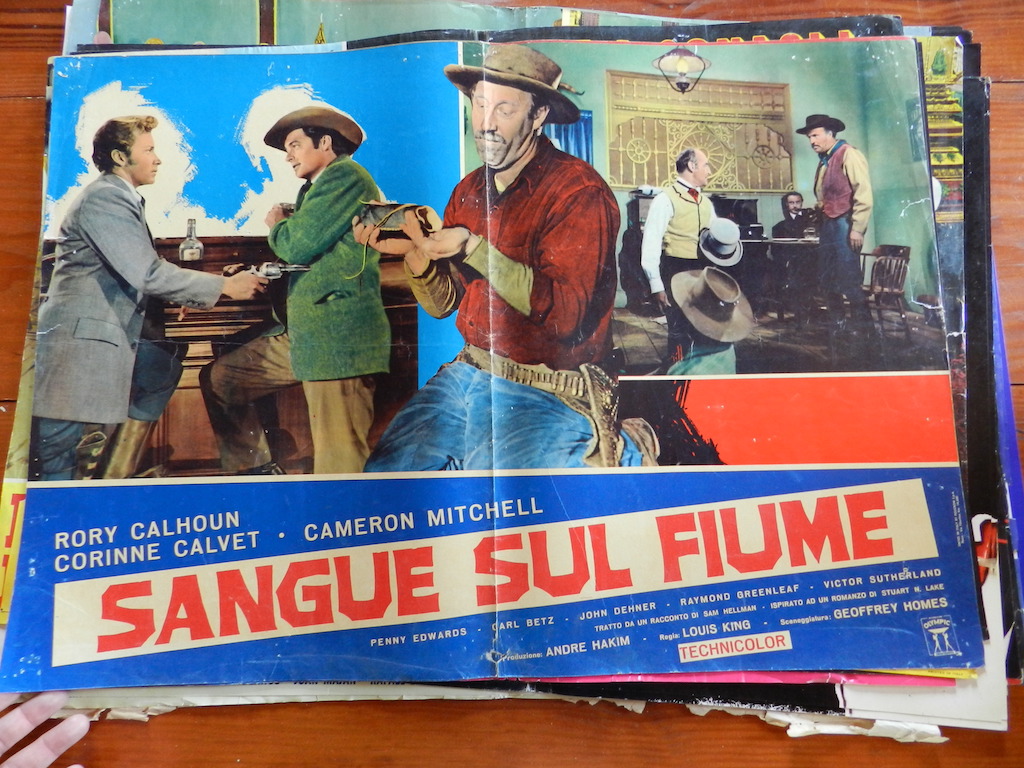 RORY CALHOUN
CORINNE CALVET • CAMERON MITCHELL
SANGUE SUL FIUME
PENNY EDWARDS - CARL BETZ - JOHN DEHNER - RAYMOND GREENLEAF - VICTOR SUTHERLAND
TRATTO DA UN RACCONTO DI SAM HELLMAN - ISPIRATO AD UN ROMANZO DI STUART N. LAKE
Produzione: ANDRE HAKIM - Regia: LOUIS KING - Sceneggiatura: GEOFFREY HOMES
TECHNICOLOR
OLYMPIC